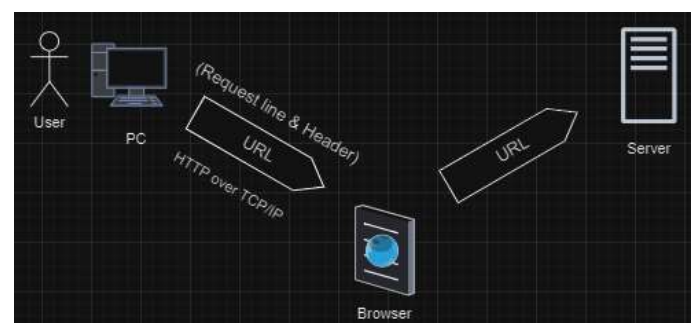 User
PC
(Request line & Header)
URL
HTTP over TCP/IP
URL
Server
Browser